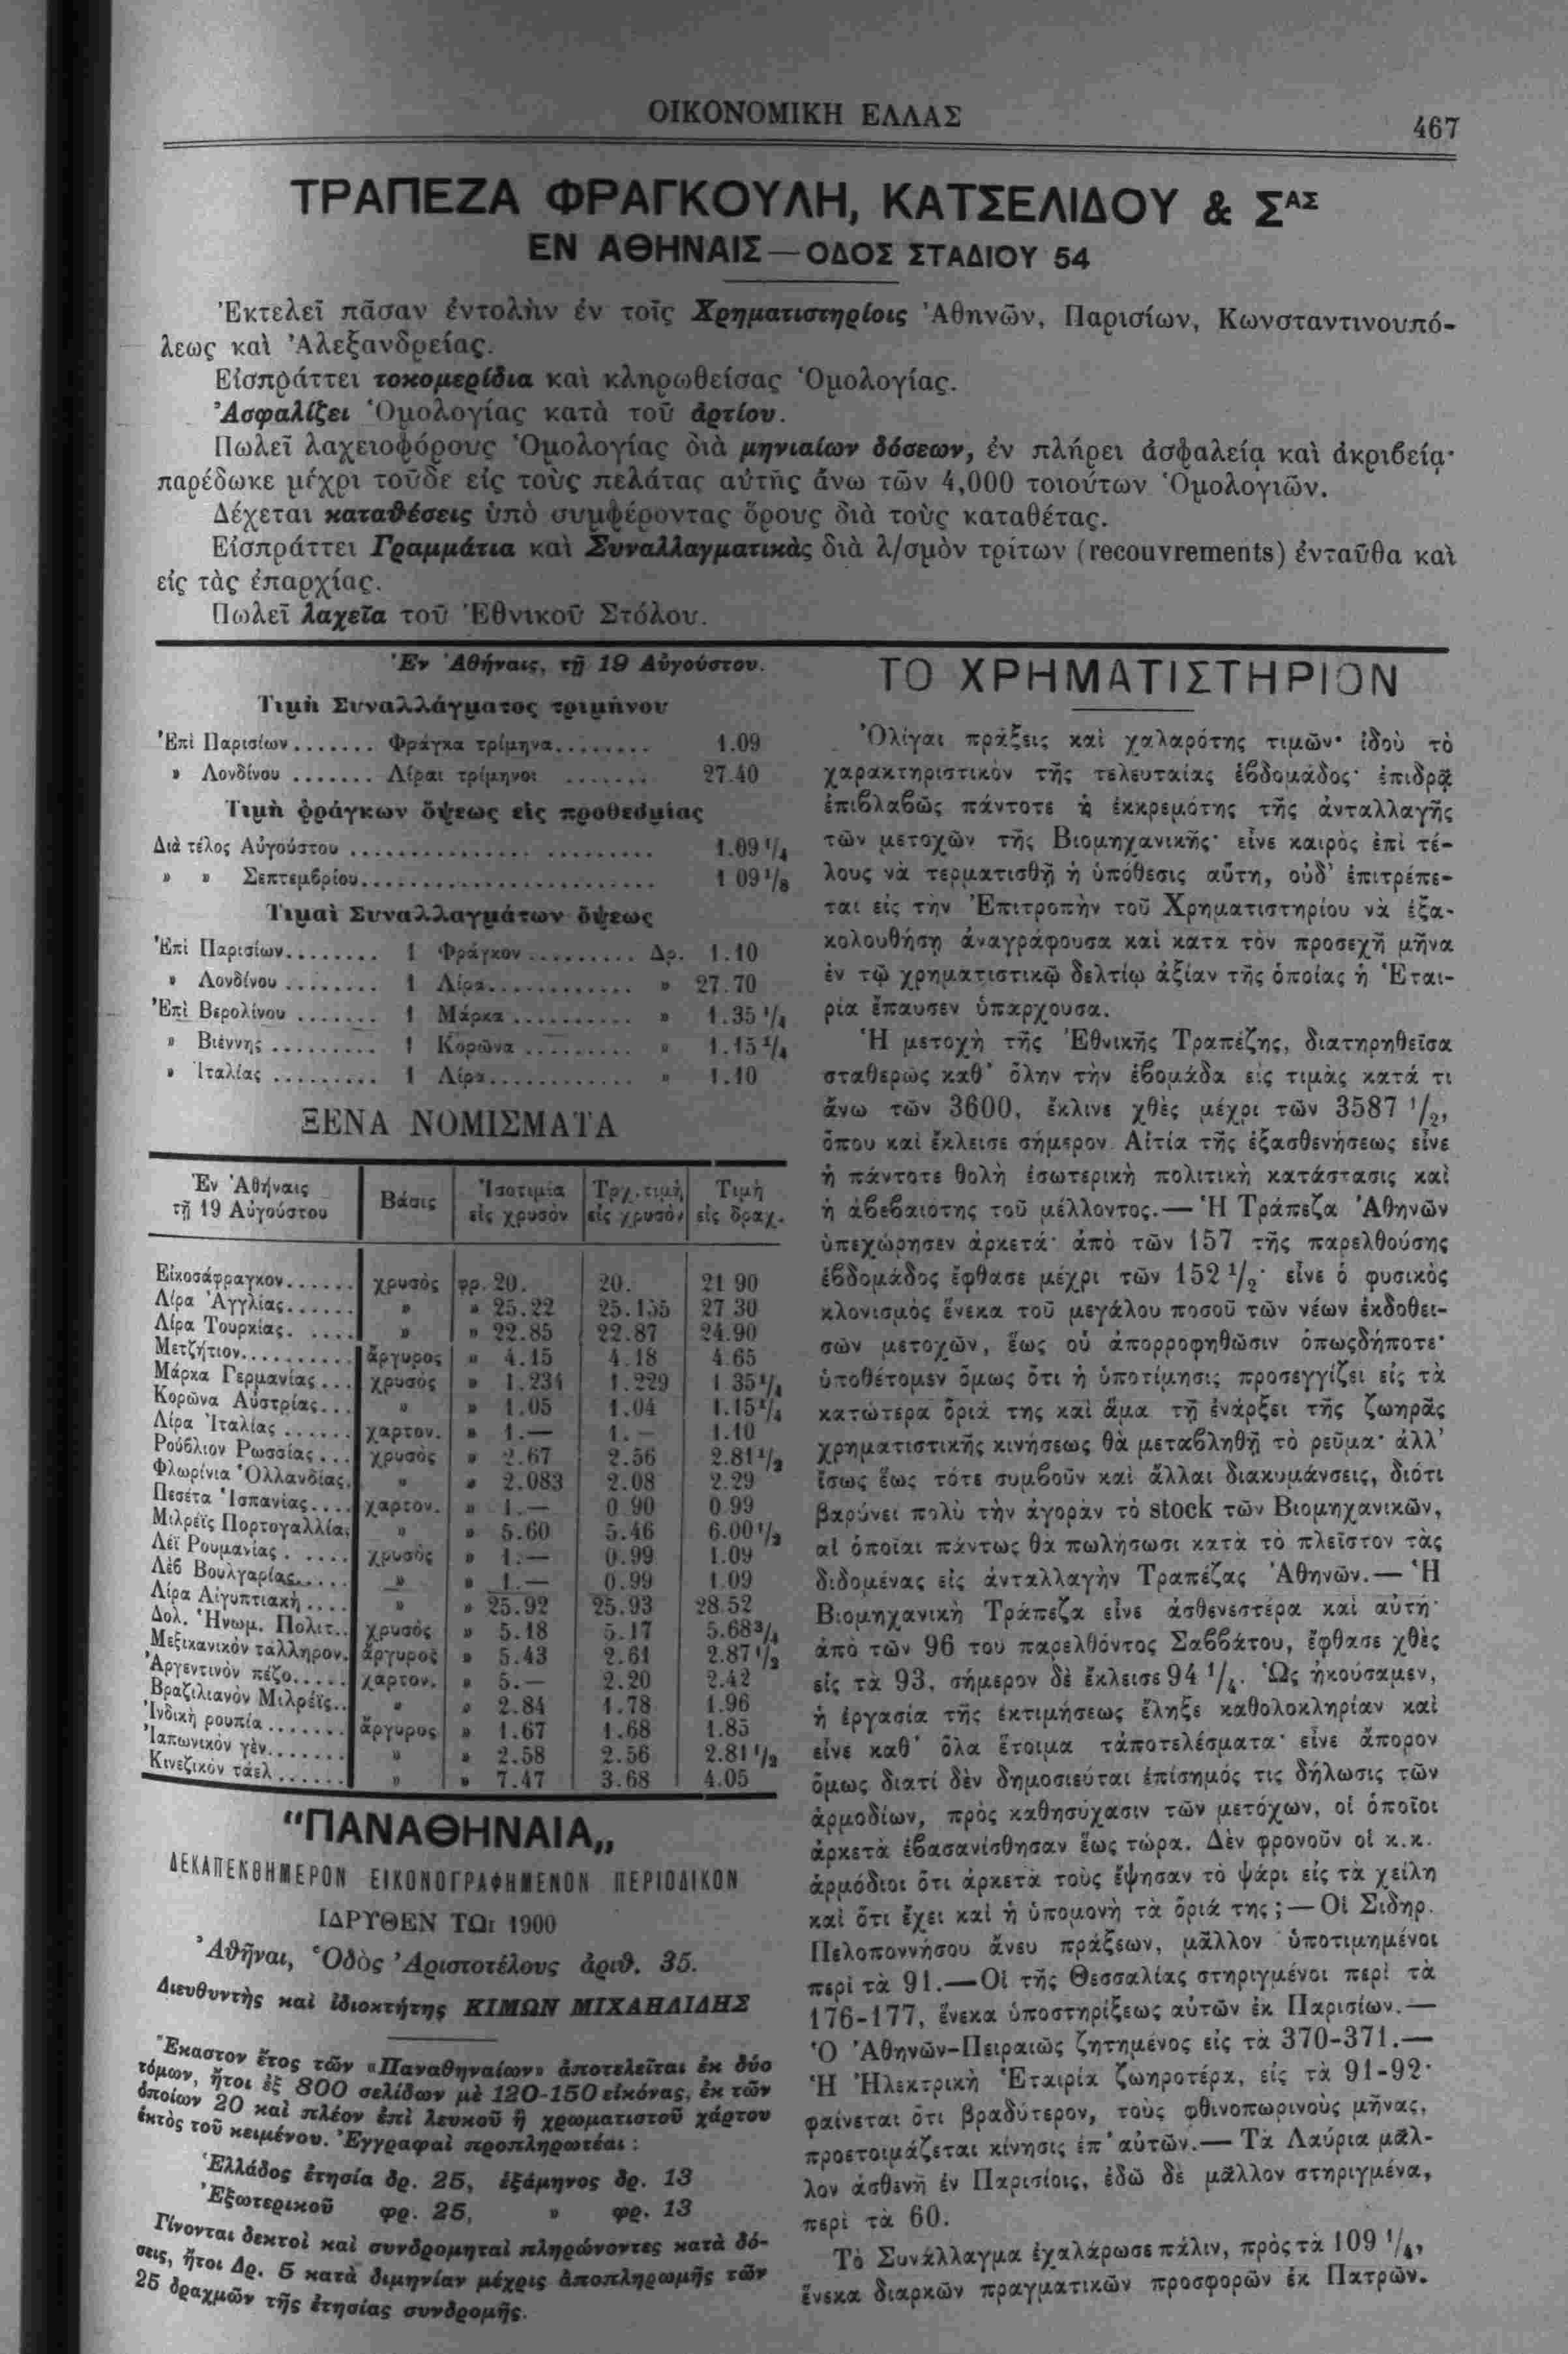 ΟΙΚΟΝΟΜΙΚΗ ΕΛΛΑΣ
467
ΤΡΑΠΕΖΑ ΦΡΑΓΚΟΥΛΗ, ΚΑΤΣΕΛΙΔΟΥ & ΣΑΣ
ΕΝ ΑΘΗΝΑΙΣ — ΟΔΟΣ ΣΤΑΔΙΟΥ 54
Ἐκτελεῖ πᾶσαν ἐντολὴν ἐν τοῖς Χρηματιστηρίοις Ἀθηνῶν, Παρισίων, Κωνσταντινουπό-
λεως καὶ Ἀλεξανδρείας.
Εἰσπράττει τοκομερίδια καὶ κληρωθείσας Ὁμολογίας.
Ἀσφαλίζει Ὁμολογίας κατὰ τοῦ ἀρτίου.
Πωλεῖ λαχειοφόρους Ὁμολογίας διὰ μηνιαίων δόσεων, ἐν πλήρει ἀσφαλείᾳ καὶ ἀκριβείᾳ·
παρέδωκε μέχρι τοῦδε εἰς τοὺς πελάτας αὐτῆς ἄνω τῶν 4,000 τοιούτων Ὁμολογιῶν.
Δέχεται καταθέσεις ὑπὸ συμφέροντας ὅρους διὰ τοὺς καταθέτας.
Εἰσπράττει Γραμμάτια καὶ Συναλλαγματικὰς διὰ λ/σμὸν τρίτων (recouvrements) ἐνταῦθα καὶ
εἰς τὰς ἐπαρχίας.
Πωλεῖ λαχεῖα τοῦ Ἐθνικοῦ Στόλου.
Ἐν Ἀθήναις, τῇ 19 Αὐγούστου.
Τιμὴ Συναλλάγματος τριμήνου
Ἐπὶ Παρισίων....... Φράγκα τρίμηνα........ 1.09
» Λονδίνου ....... Λίραι τρίμηνοι ....... 27.40
Τιμὴ φράγκων ὄψεως εἰς προθεσμίας
Διὰ τέλος Αὐγούστου ........................ 1.09 1/4
» » Σεπτεμβρίου........................ 1 09 1/8
Τιμαὶ Συναλλαγμάτων ὄψεως
Ἐπὶ Παρισίων........ 1 Φράγκον ......... Δρ. 1.10
» Λονδίνου ........ 1 Λίρα............ » 27.70
Ἐπὶ Βερολίνου ....... 1 Μάρκα .......... » 1.35 1/4
» Βιέννης ......... 1 Κορῶνα ......... » 1.15 1/4
» Ἰταλίας ......... 1 Λίρα............ » 1.10
ΞΕΝΑ ΝΟΜΙΣΜΑΤΑ
Ἐν Ἀθήναις τῇ 19 Αὐγούστου | Βάσις | Ἰσοτιμία εἰς χρυσὸν | Τρχ. τιμὴ εἰς χρυσὸν | Τιμὴ εἰς δραχ.
Εἰκοσάφραγκον...... χρυσὸς φρ. 20. 20. 21 90
Λίρα Ἀγγλίας...... » » 25.22 25.155 27 30
Λίρα Τουρκίας. .... » » 22.85 22.87 24.90
Μετζήτιον.......... ἄργυρος » 4.15 4.18 4.65
Μάρκα Γερμανίας ... χρυσὸς » 1.234 1.229 1 35 1/4
Κορῶνα Αὐστρίας... » » 1.05 1.04 1.15 1/4
Λίρα Ἰταλίας ...... χαρτον. » 1.— 1.— 1.10
Ρούβλιον Ρωσσίας ... χρυσὸς » 2.67 2.56 2.81 1/2
Φλωρίνια Ὁλλανδίας. » » 2.083 2.08 2.29
Πεσέτα Ἰσπανίας.... χαρτον. » 1.— 0 90 0 99
Μιλρέϊς Πορτογαλλίας » » 5.60 5.46 6.00 1/2
Λέϊ Ρουμανίας . .... χρυσὸς » 1.— 0.99 1.09
Λὲβ Βουλγαρίας..... » » 1.— 0.99 1 09
Λίρα Αἰγυπτιακὴ .... » » 25.92 25.93 28.52
Δολ. Ἡνωμ. Πολιτ.. χρυσὸς » 5.18 5.17 5.68 3/4
Μεξικανικὸν τάλληρον. ἄργυρος » 5.43 2.61 2.87 1/2
Ἀργεντινὸν πέζο..... χαρτον. » 5.— 2.20 2.42
Βραζιλιανὸν Μιλρέϊς.. » » 2.84 1.78 1.96
Ἰνδικὴ ρουπία ....... ἄργυρος » 1.67 1.68 1.85
Ἰαπωνικὸν γὲν....... » » 2.58 2.56 2.81 1/2
Κινεζικὸν τάελ ...... » » 7.47 3.68 4.05
“ΠΑΝΑΘΗΝΑΙΑ„
ΔΕΚΑΠΕΝΘΗΜΕΡΟΝ ΕΙΚΟΝΟΓΡΑΦΗΜΕΝΟΝ ΠΕΡΙΟΔΙΚΟΝ
ΙΔΡΥΘΕΝ ΤΩι 1900
Ἀθῆναι, Ὁδὸς Ἀριστοτέλους ἀριθ. 35.
Διευθυντὴς καὶ ἰδιοκτήτης ΚΙΜΩΝ ΜΙΧΑΗΛΙΔΗΣ
Ἕκαστον ἔτος τῶν «Παναθηναίων» ἀποτελεῖται ἐκ δύο
τόμων, ἤτοι ἐξ 800 σελίδων μὲ 120-150 εἰκόνας, ἐκ τῶν
ὁποίων 20 καὶ πλέον ἐπὶ λευκοῦ ἢ χρωματιστοῦ χάρτου
ἐκτὸς τοῦ κειμένου. Ἐγγραφαὶ προπληρωτέαι :
Ἑλλάδος ἐτησία δρ. 25, ἑξάμηνος δρ. 13
Ἐξωτερικοῦ φρ. 25, » φρ. 13
Γίνονται δεκτοὶ καὶ συνδρομηταὶ πληρώνοντες κατὰ δό-
σεις, ἤτοι Δρ. 5 κατὰ διμηνίαν μέχρις ἀποπληρωμῆς τῶν
25 δραχμῶν τῆς ἐτησίας συνδρομῆς.
ΤΟ ΧΡΗΜΑΤΙΣΤΗΡΙΟΝ
Ὀλίγαι πράξεις καὶ χαλαρότης τιμῶν· ἰδοὺ τὸ
χαρακτηριστικὸν τῆς τελευταίας ἑβδομάδος· ἐπιδρᾷ
ἐπιβλαβῶς πάντοτε ἡ ἐκκρεμότης τῆς ἀνταλλαγῆς
τῶν μετοχῶν τῆς Βιομηχανικῆς· εἶνε καιρὸς ἐπὶ τέ-
λους νὰ τερματισθῇ ἡ ὑπόθεσις αὕτη, οὐδ’ ἐπιτρέπε-
ται εἰς τὴν Ἐπιτροπὴν τοῦ Χρηματιστηρίου νὰ ἐξα-
κολουθήσῃ ἀναγράφουσα καὶ κατὰ τὸν προσεχῆ μῆνα
ἐν τῷ χρηματιστικῷ δελτίῳ ἀξίαν τῆς ὁποίας ἡ Ἑται-
ρία ἔπαυσεν ὑπάρχουσα.
Ἡ μετοχὴ τῆς Ἐθνικῆς Τραπέζης, διατηρηθεῖσα
σταθερῶς καθ’ ὅλην τὴν ἑβομάδα εἰς τιμὰς κατά τι
ἄνω τῶν 3600, ἔκλινε χθὲς μέχρι τῶν 3587 1/2,
ὅπου καὶ ἔκλεισε σήμερον. Αἰτία τῆς ἐξασθενήσεως εἶνε
ἡ πάντοτε θολὴ ἐσωτερικὴ πολιτικὴ κατάστασις καὶ
ἡ ἀβεβαιότης τοῦ μέλλοντος.— Ἡ Τράπεζα Ἀθηνῶν
ὑπεχώρησεν ἀρκετά· ἀπὸ τῶν 157 τῆς παρελθούσης
ἑβδομάδος ἔφθασε μέχρι τῶν 152 1/2· εἶνε ὁ φυσικὸς
κλονισμὸς ἕνεκα τοῦ μεγάλου ποσοῦ τῶν νέων ἐκδοθει-
σῶν μετοχῶν, ἕως οὗ ἀπορροφηθῶσιν ὁπωςδήποτε·
ὑποθέτομεν ὅμως ὅτι ἡ ὑποτίμησις προσεγγίζει εἰς τὰ
κατώτερα ὅριά της καὶ ἅμα τῇ ἐνάρξει τῆς ζωηρᾶς
χρηματιστικῆς κινήσεως θὰ μεταβληθῇ τὸ ρεῦμα· ἀλλ’
ἴσως ἕως τότε συμβοῦν καὶ ἄλλαι διακυμάνσεις, διότι
βαρύνει πολὺ τὴν ἀγορὰν τὸ stock τῶν Βιομηχανικῶν,
αἱ ὁποῖαι πάντως θὰ πωλήσωσι κατὰ τὸ πλεῖστον τὰς
διδομένας εἰς ἀνταλλαγὴν Τραπέζας Ἀθηνῶν.— Ἡ
Βιομηχανικὴ Τράπεζα εἶνε ἀσθενεστέρα καὶ αὐτή·
ἀπὸ τῶν 96 του παρελθόντος Σαββάτου, ἔφθασε χθὲς
εἰς τὰ 93, σήμερον δὲ ἔκλεισε 94 1/4. Ὡς ἠκούσαμεν,
ἡ ἐργασία τῆς ἐκτιμήσεως ἔληξε καθολοκληρίαν καὶ
εἶνε καθ’ ὅλα ἕτοιμα τἀποτελέσματα· εἶνε ἄπορον
ὅμως διατί δὲν δημοσιεύται ἐπίσημός τις δήλωσις τῶν
ἁρμοδίων, πρὸς καθησύχασιν τῶν μετόχων, οἱ ὁποῖοι
ἀρκετὰ ἐβασανίσθησαν ἕως τώρα. Δὲν φρονοῦν οἱ κ.κ.
ἁρμόδιοι ὅτι ἀρκετὰ τοὺς ἔψησαν τὸ ψάρι εἰς τὰ χείλη
καὶ ὅτι ἔχει καὶ ἡ ὑπομονὴ τὰ ὅριά της ;— Οἱ Σιδηρ.
Πελοποννήσου ἄνευ πράξεων, μᾶλλον ὑποτιμημένοι
περὶ τὰ 91.— Οἱ τῆς Θεσσαλίας στηριγμένοι περὶ τὰ
176-177, ἕνεκα ὑποστηρίξεως αὐτῶν ἐκ Παρισίων.—
Ὁ Ἀθηνῶν-Πειραιῶς ζητημένος εἰς τὰ 370-371.—
Ἡ Ἠλεκτρικὴ Ἑταιρία ζωηροτέρα, εἰς τὰ 91-92·
φαίνεται ὅτι βραδύτερον, τοὺς φθινοπωρινοὺς μῆνας,
προετοιμάζεται κίνησις ἐπ’ αὐτῶν.— Τὰ Λαύρια μᾶλ-
λον ἀσθενῆ ἐν Παρισίοις, ἐδῶ δὲ μᾶλλον στηριγμένα,
περὶ τὰ 60.
Τὸ Συνάλλαγμα ἐχαλάρωσε πάλιν, πρὸς τὰ 109 1/4,
ἕνεκα διαρκῶν πραγματικῶν προσφορῶν ἐκ Πατρῶν.